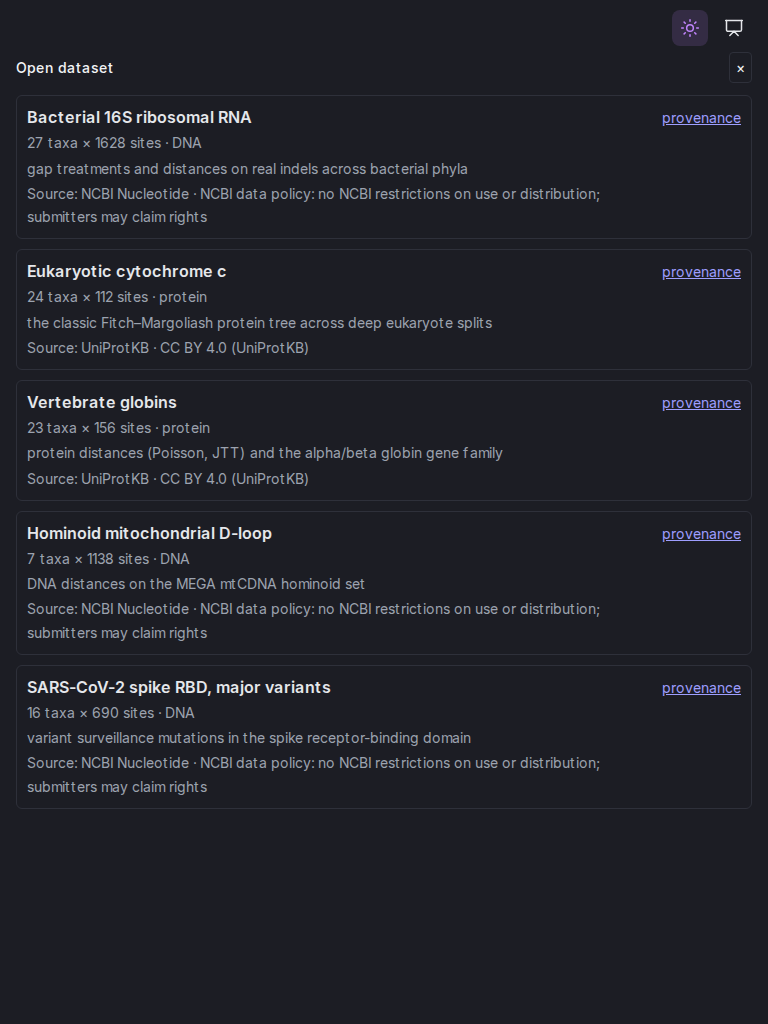 Open dataset
×
Bacterial 16S ribosomal RNA
provenance
27 taxa × 1628 sites · DNA
gap treatments and distances on real indels across bacterial phyla
Source: NCBI Nucleotide · NCBI data policy: no NCBI restrictions on use or distribution;
submitters may claim rights
Eukaryotic cytochrome c
provenance
24 taxa × 112 sites · protein
the classic Fitch–Margoliash protein tree across deep eukaryote splits
Source: UniProtKB · CC BY 4.0 (UniProtKB)
Vertebrate globins
provenance
23 taxa × 156 sites · protein
protein distances (Poisson, JTT) and the alpha/beta globin gene family
Source: UniProtKB · CC BY 4.0 (UniProtKB)
Hominoid mitochondrial D-loop
provenance
7 taxa × 1138 sites · DNA
DNA distances on the MEGA mtCDNA hominoid set
Source: NCBI Nucleotide · NCBI data policy: no NCBI restrictions on use or distribution;
submitters may claim rights
SARS-CoV-2 spike RBD, major variants
provenance
16 taxa × 690 sites · DNA
variant surveillance mutations in the spike receptor-binding domain
Source: NCBI Nucleotide · NCBI data policy: no NCBI restrictions on use or distribution;
submitters may claim rights